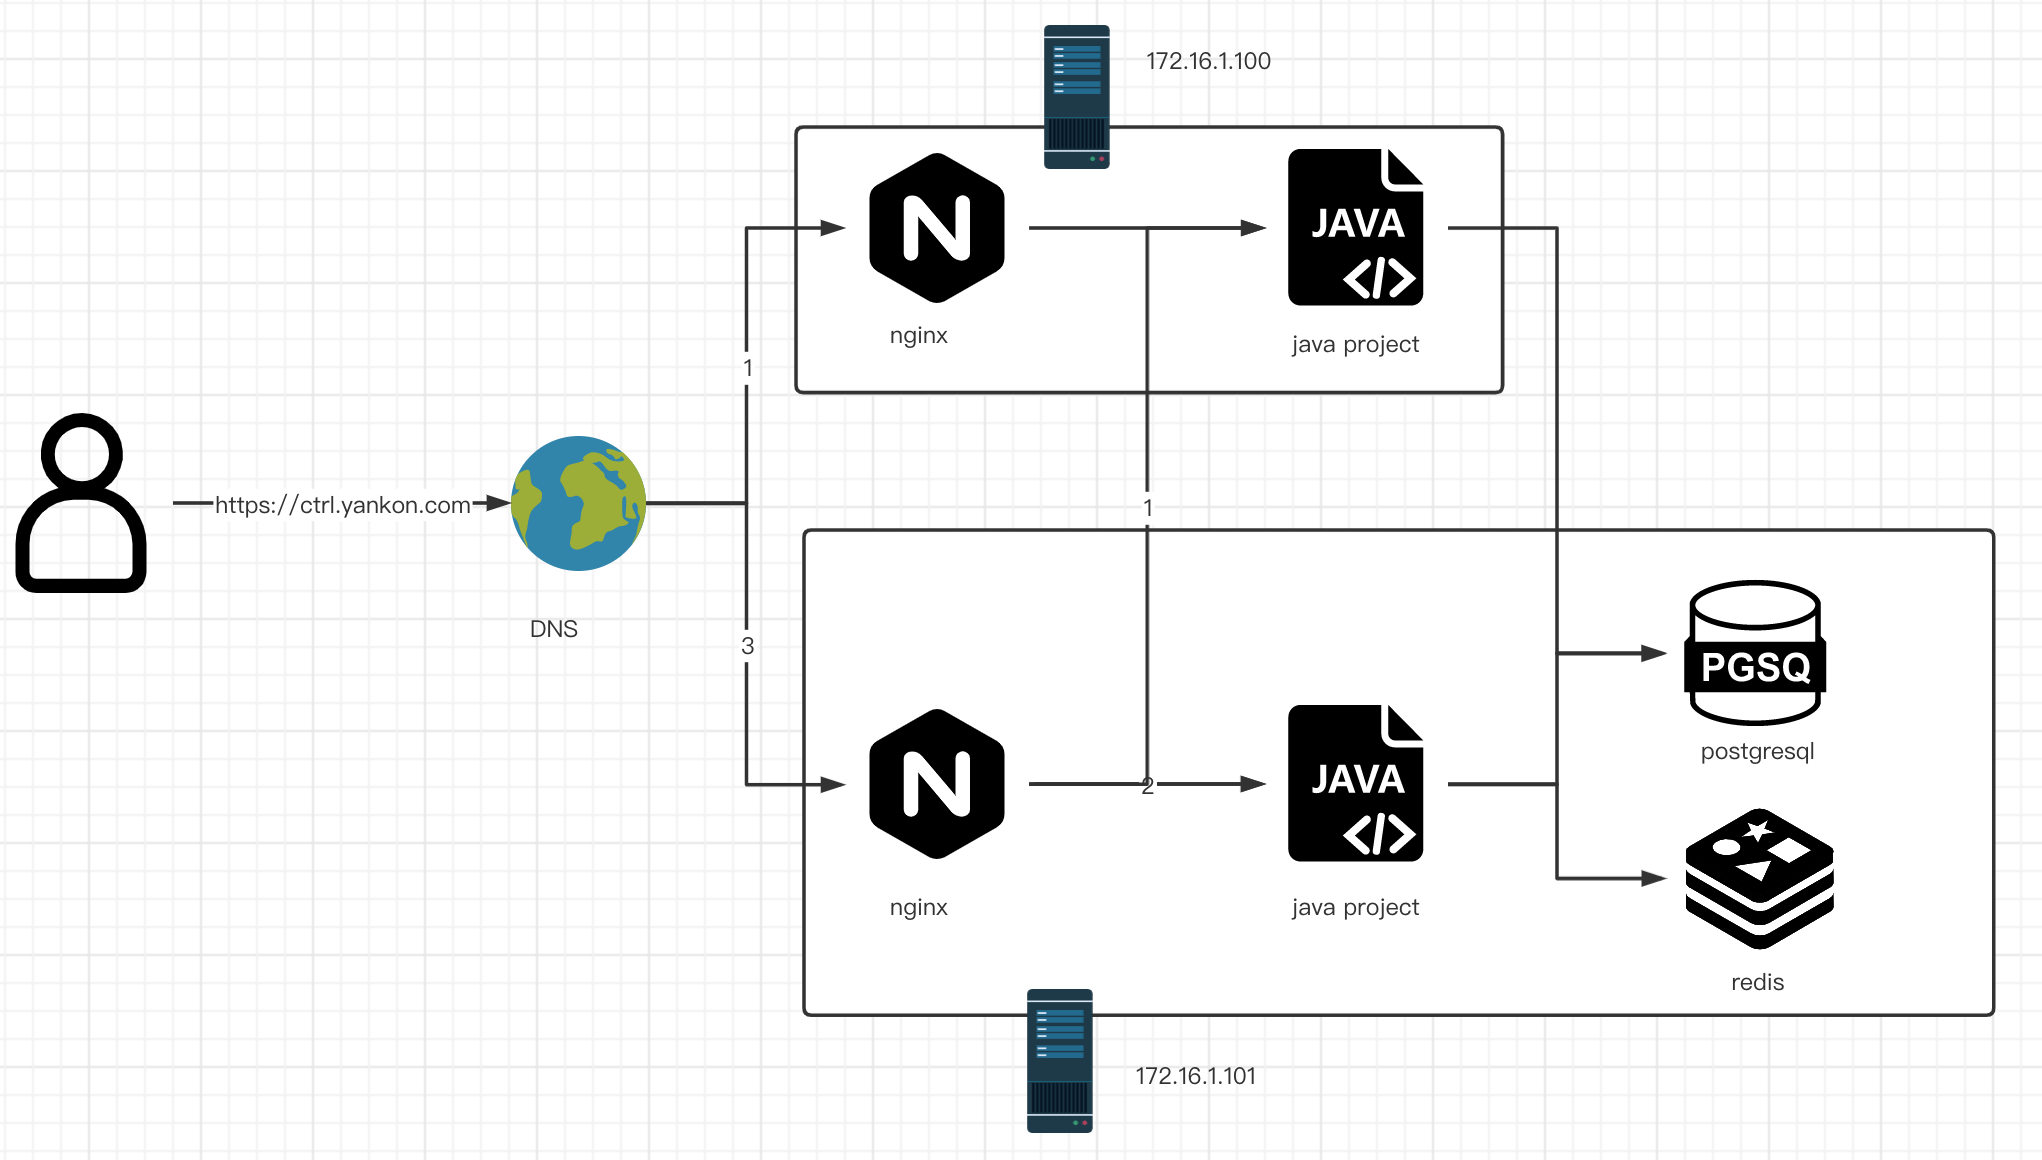 172.16.1.100
JAVA
</>
nginx
java project
1
https://ctrl.yankon.com
1
DNS
3
PGSQ
postgresql
JAVA
</>
2
nginx
java project
redis
172.16.1.101